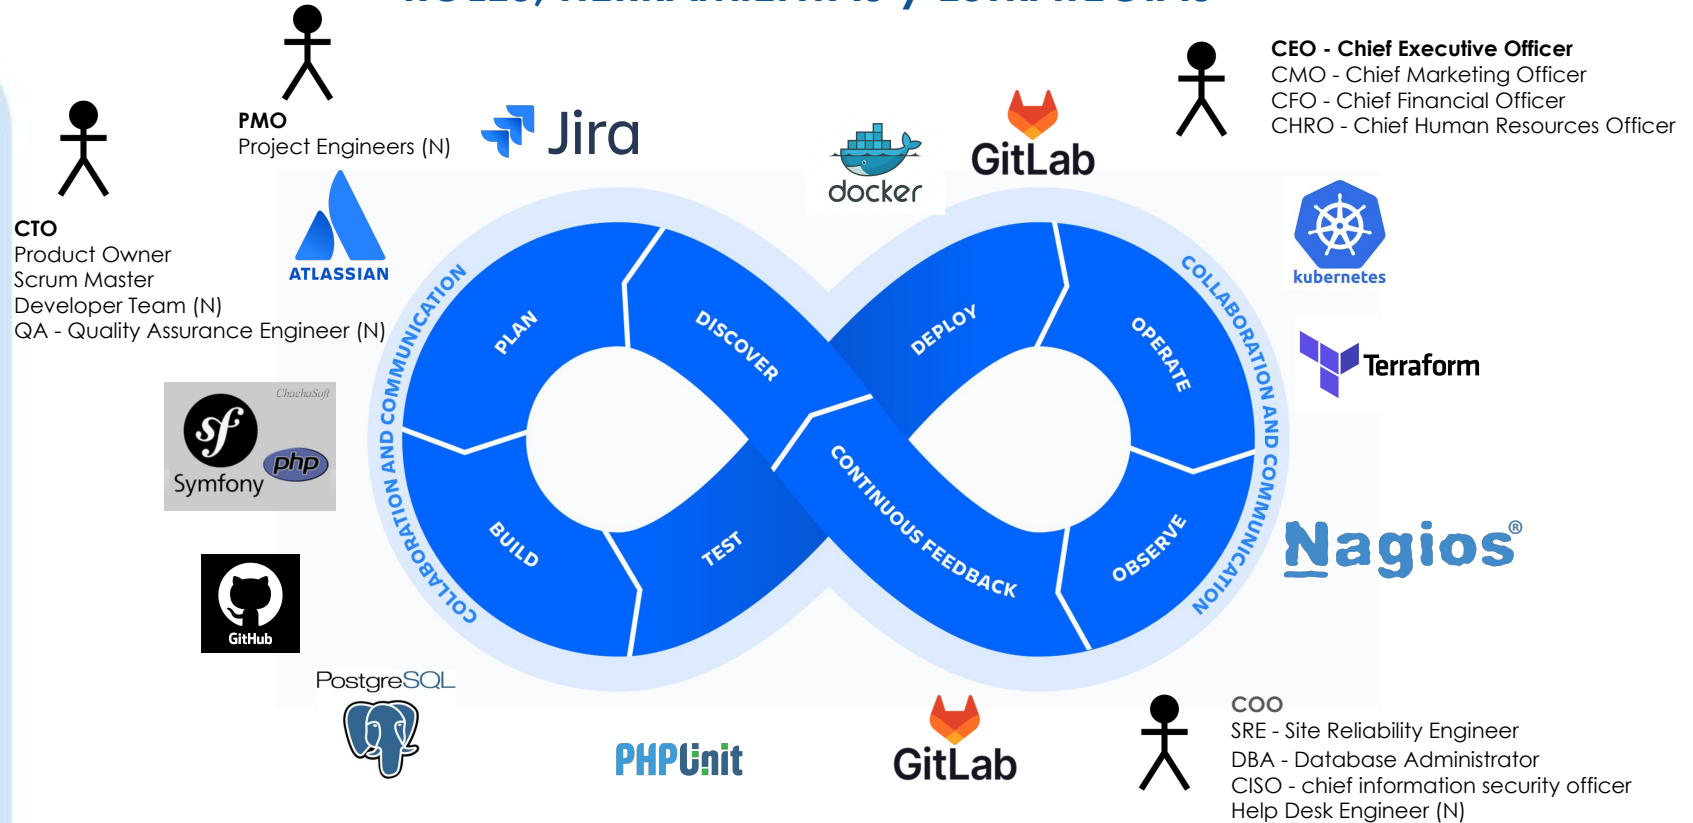 ROLES, HERRAMIENTAS y ESTRATEGIAS
CEO - Chief Executive Officer
CMO - Chief Marketing Officer
CFO - Chief Financial Officer
CHRO - Chief Human Resources Officer
PMO
Project Engineers (N)
Jira
docker
GitLab
CTO
Product Owner
Scrum Master
Developer Team (N)
QA - Quality Assurance Engineer (N)
ATLASSIAN
kubernetes
Terraform
COLLABORATION AND COMMUNICATION
PLAN
DISCOVER
DEPLOY
OPERATE
COLLABORATION AND COMMUNICATION
ChachaSoft
sf
php
Symfony
BUILD
TEST
CONTINUOUS FEEDBACK
OBSERVE
Nagios®
GitHub
PostgreSQL
PHPUnit
GitLab
COO
SRE - Site Reliability Engineer
DBA - Database Administrator
CISO - chief information security officer
Help Desk Engineer (N)